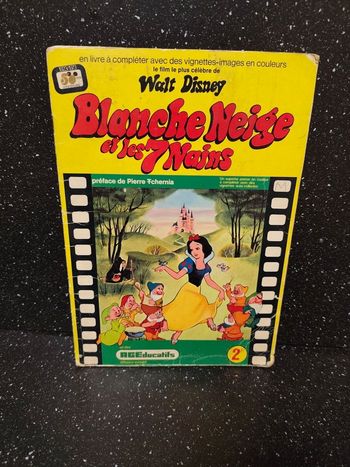 en livre à compléter avec des vignettes-images en couleurs
le film le plus célèbre de
Walt Disney
Blanche Neige
et les 7 Nains
préface de Pierre Tchernia
AGEducatifs
2F